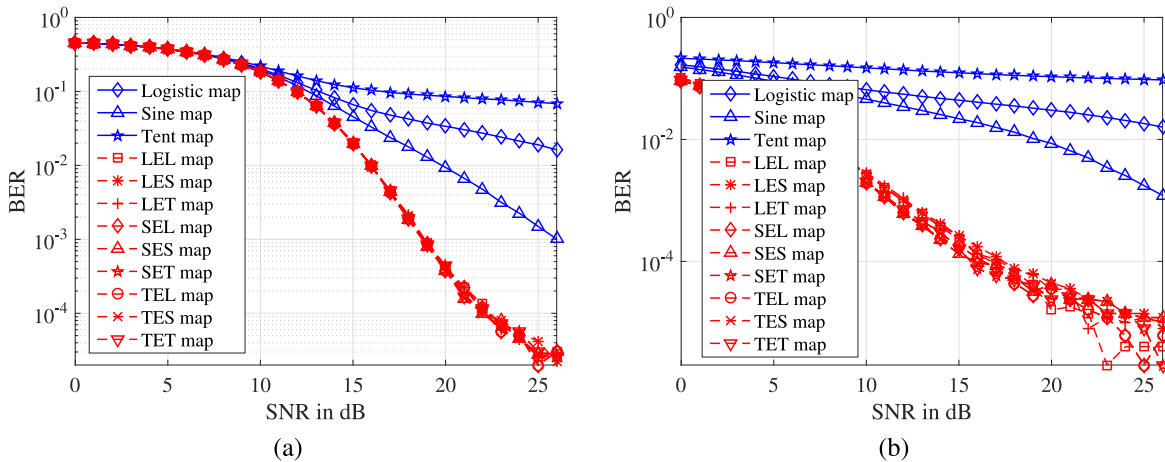 10^0
10^-1
10^-2
10^-3
10^-4
BER
Logistic map
Sine map
Tent map
LEL map
LES map
LET map
SEL map
SES map
SET map
TEL map
TES map
TET map
0 5 10 15 20 25
SNR in dB
(a)
10^0
10^-2
10^-4
BER
Logistic map
Sine map
Tent map
LEL map
LES map
LET map
SEL map
SES map
SET map
TEL map
TES map
TET map
0 5 10 15 20 25
SNR in dB
(b)